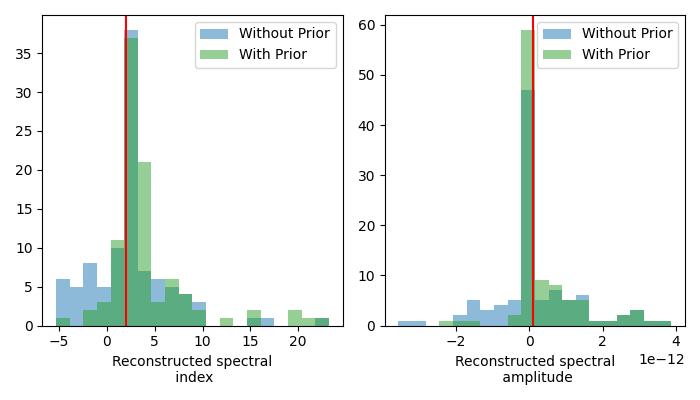 Without Prior
With Prior
35
30
25
20
15
10
5
0
−5
0
5
10
15
20
Reconstructed spectral
index
Without Prior
With Prior
60
50
40
30
20
10
0
−2
0
2
4
1e−12
Reconstructed spectral
amplitude